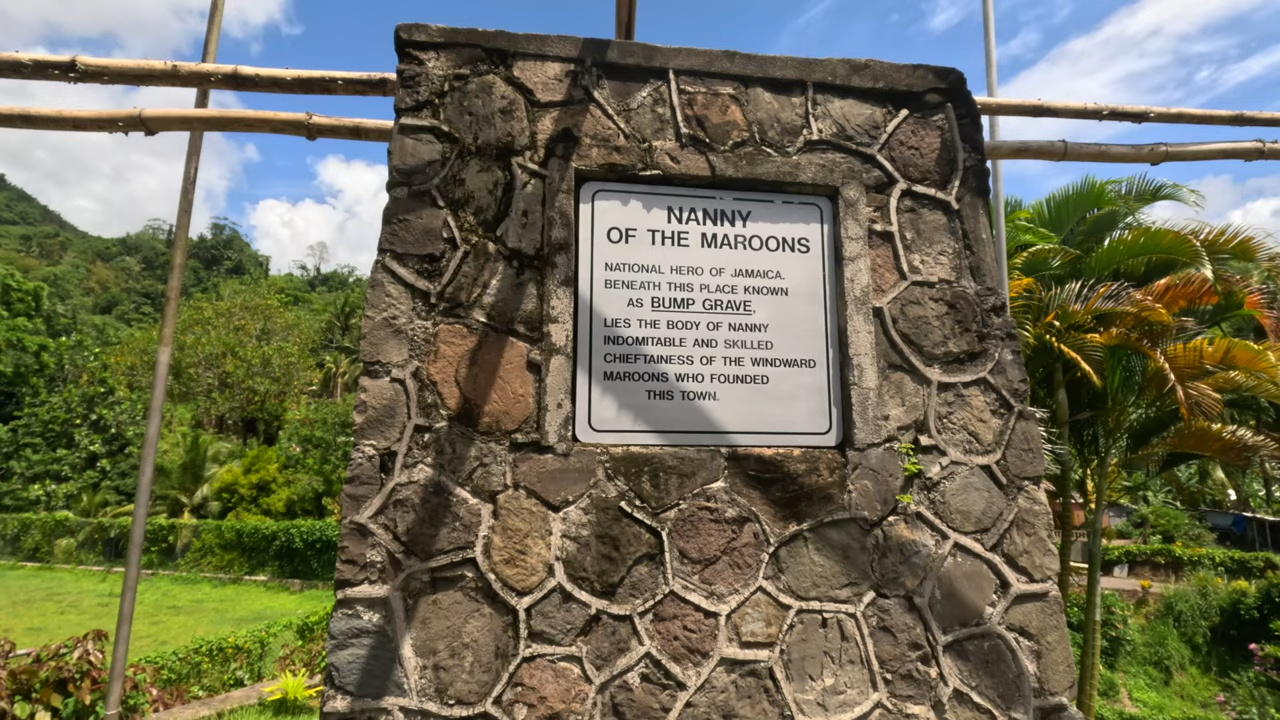 NANNY
OF THE MAROONS
NATIONAL HERO OF JAMAICA.
BENEATH THIS PLACE KNOWN
AS BUMP GRAVE,
LIES THE BODY OF NANNY
INDOMITABLE AND SKILLED
CHIEFTAINESS OF THE WINDWARD
MAROONS WHO FOUNDED
THIS TOWN.